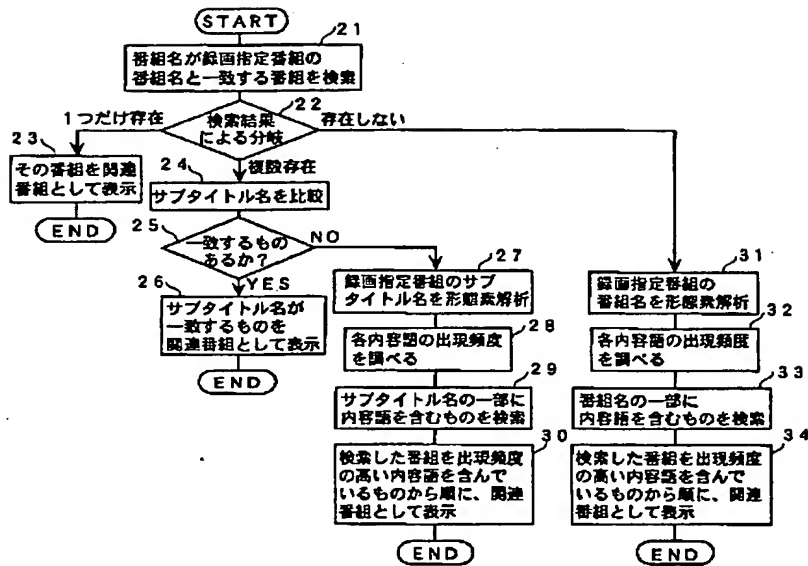 START
21
番組名が録画指定番組の
番組名と一致する番組を検索
22
1つだけ存在
検索結果
による分岐
存在しない
23
その番組を関連
番組として表示
END
複数存在
24
サブタイトル名を比較
25
一致するもの
あるか?
NO
YES
26
サブタイトル名が
一致するものを
関連番組として表示
END
27
録画指定番組のサブ
タイトル名を形態素解析
28
各内容語の出現頻度
を調べる
29
サブタイトル名の一部に
内容語を含むものを検索
30
検索した番組を出現頻度
の高い内容語を含んで
いるものから順に、関連
番組として表示
END
31
録画指定番組の
番組名を形態素解析
32
各内容語の出現頻度
を調べる
33
番組名の一部に
内容語を含むものを検索
34
検索した番組を出現頻度
の高い内容語を含んで
いるものから順に、関連
番組として表示
END